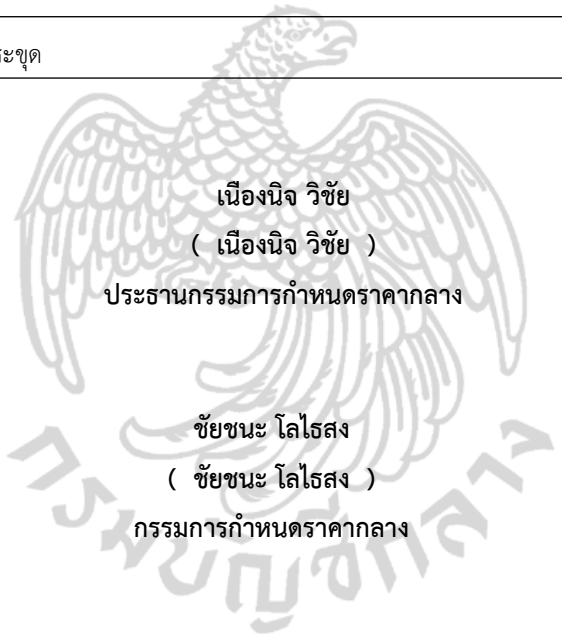 ะขุด
เนืองนิจ วิชัย
( เนืองนิจ วิชัย )
ประธานกรรมการกำหนดราคากลาง
ชัยชนะ โลไธสง
( ชัยชนะ โลไธสง )
กรรมการกำหนดราคากลาง
กรมบัญชีกลาง